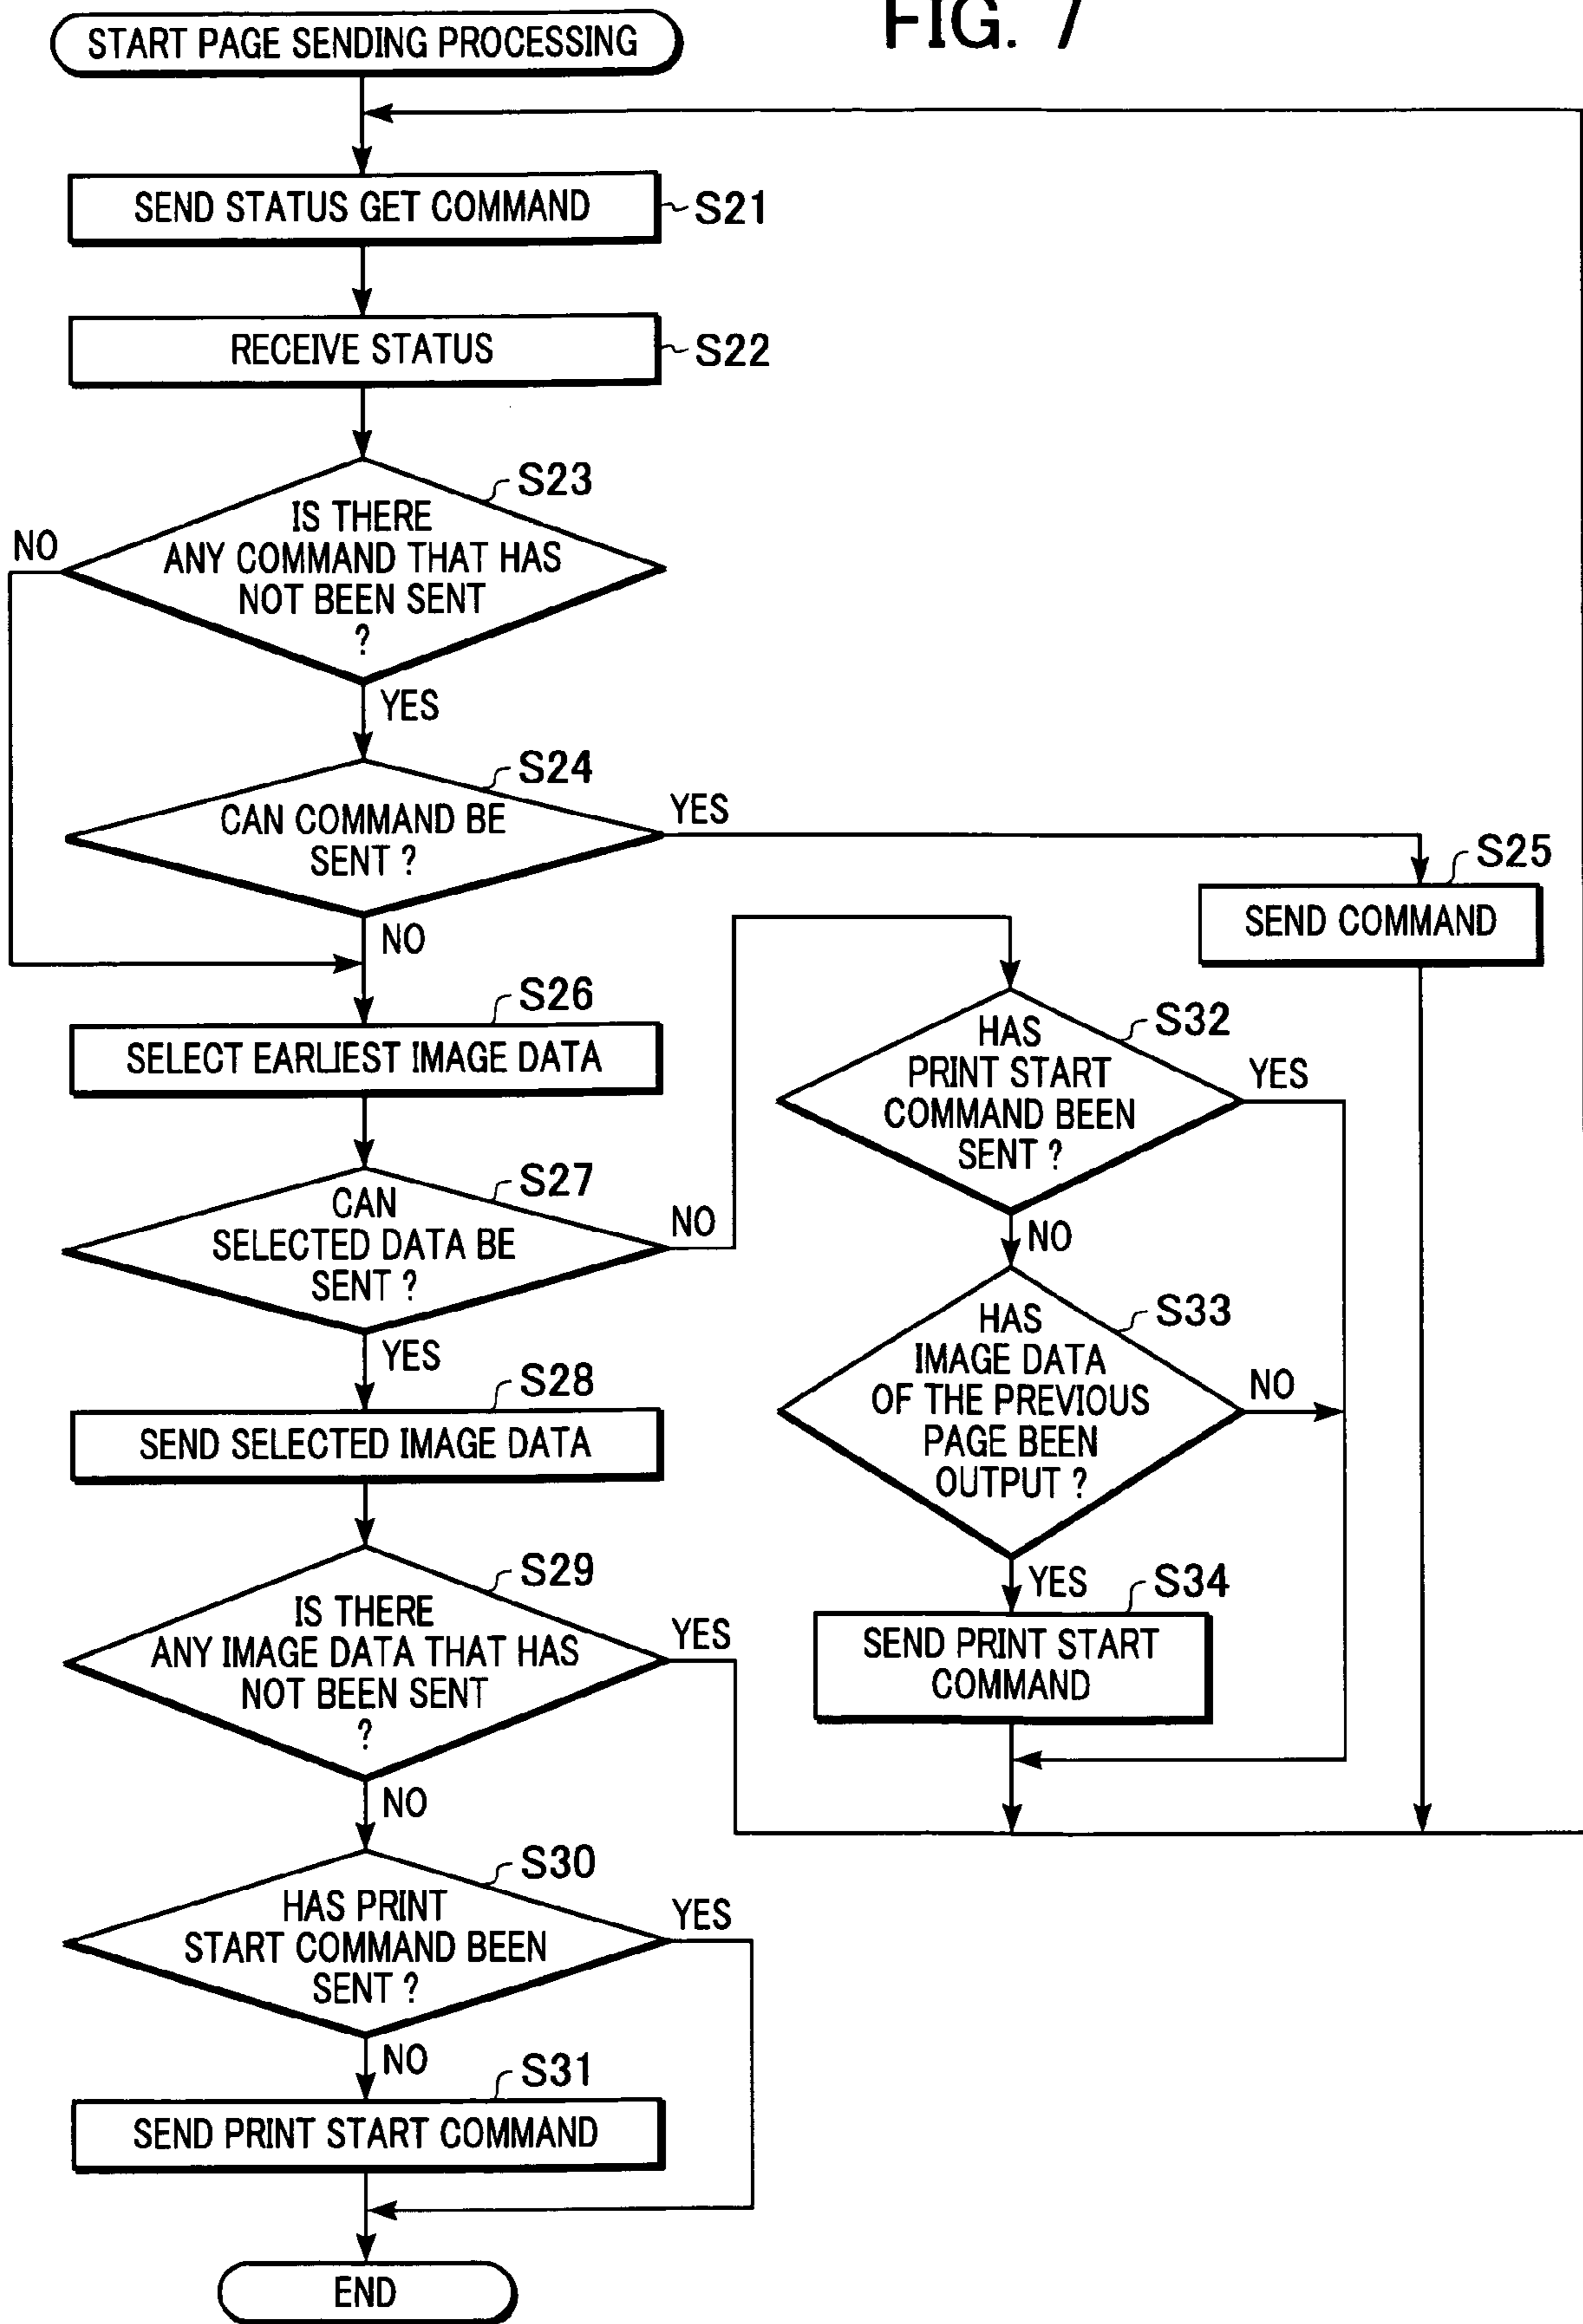 FIG. 7
START PAGE SENDING PROCESSING
SEND STATUS GET COMMAND
S21
RECEIVE STATUS
S22
S23
IS THERE
ANY COMMAND THAT HAS
NOT BEEN SENT
?
NO
YES
S24
CAN COMMAND BE
SENT ?
YES
NO
S25
SEND COMMAND
S26
SELECT EARLIEST IMAGE DATA
S27
CAN
SELECTED DATA BE
SENT ?
NO
YES
S28
SEND SELECTED IMAGE DATA
S29
IS THERE
ANY IMAGE DATA THAT HAS
NOT BEEN SENT
?
YES
NO
S30
HAS PRINT
START COMMAND BEEN
SENT ?
YES
NO
S31
SEND PRINT START COMMAND
END
S32
HAS
PRINT START
COMMAND BEEN
SENT ?
YES
NO
S33
HAS
IMAGE DATA
OF THE PREVIOUS
PAGE BEEN
OUTPUT ?
NO
YES
S34
SEND PRINT START
COMMAND